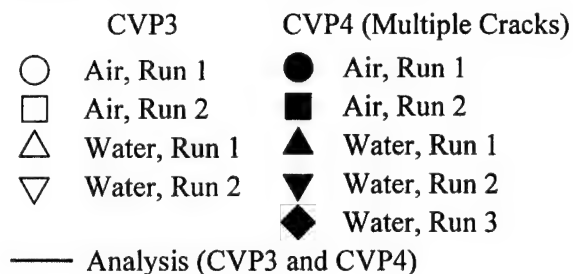 CVP3 CVP4 (Multiple Cracks)
Air, Run 1 Air, Run 1
Air, Run 2 Air, Run 2
Water, Run 1 Water, Run 1
Water, Run 2 Water, Run 2
Water, Run 3
Analysis (CVP3 and CVP4)